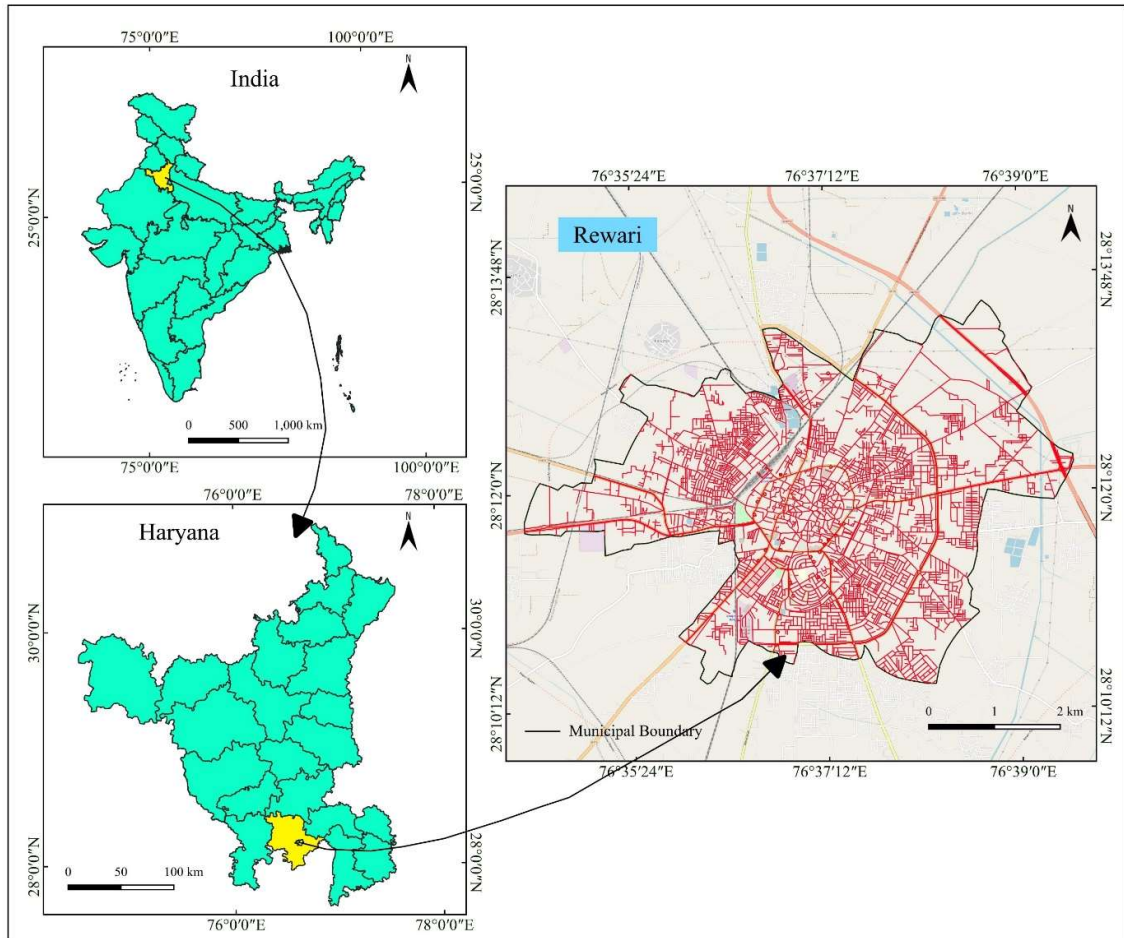 75°0′0″E 100°0′0″E
India
N
25°0′0″N
25°0′0″N
0 500 1,000 km
75°0′0″E 100°0′0″E
76°0′0″E 78°0′0″E
Haryana
N
30°0′0″N
30°0′0″N
28°0′0″N
28°0′0″N
0 50 100 km
76°0′0″E 78°0′0″E
76°35′24″E 76°37′12″E 76°39′0″E
Rewari
N
28°13′48″N
28°13′48″N
28°12′0″N
28°12′0″N
28°10′12″N
28°10′12″N
0 1 2 km
Municipal Boundary
76°35′24″E 76°37′12″E 76°39′0″E